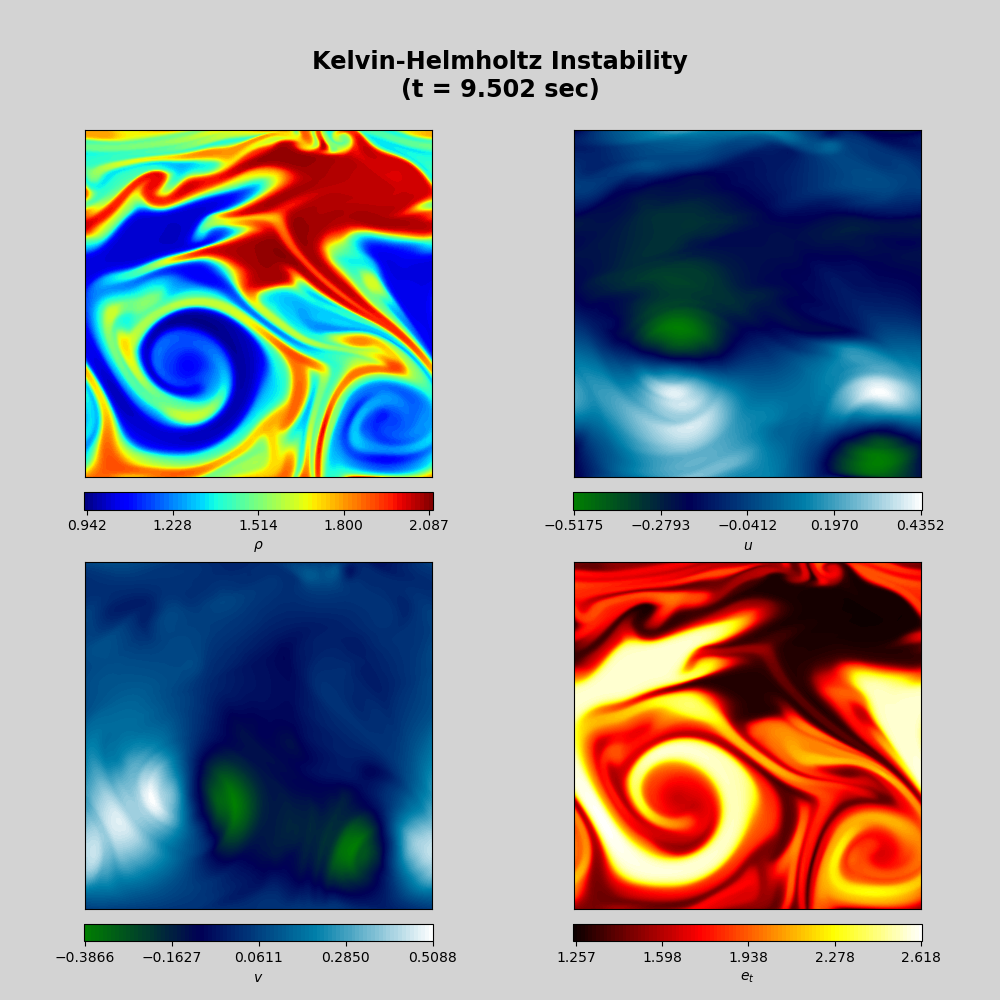 Kelvin-Helmholtz Instability
(t = 9.502 sec)
0.942 1.228 1.514 1.800 2.087
ρ
−0.5175 −0.2793 −0.0412 0.1970 0.4352
u
−0.3866 −0.1627 0.0611 0.2850 0.5088
v
1.257 1.598 1.938 2.278 2.618
eₜ